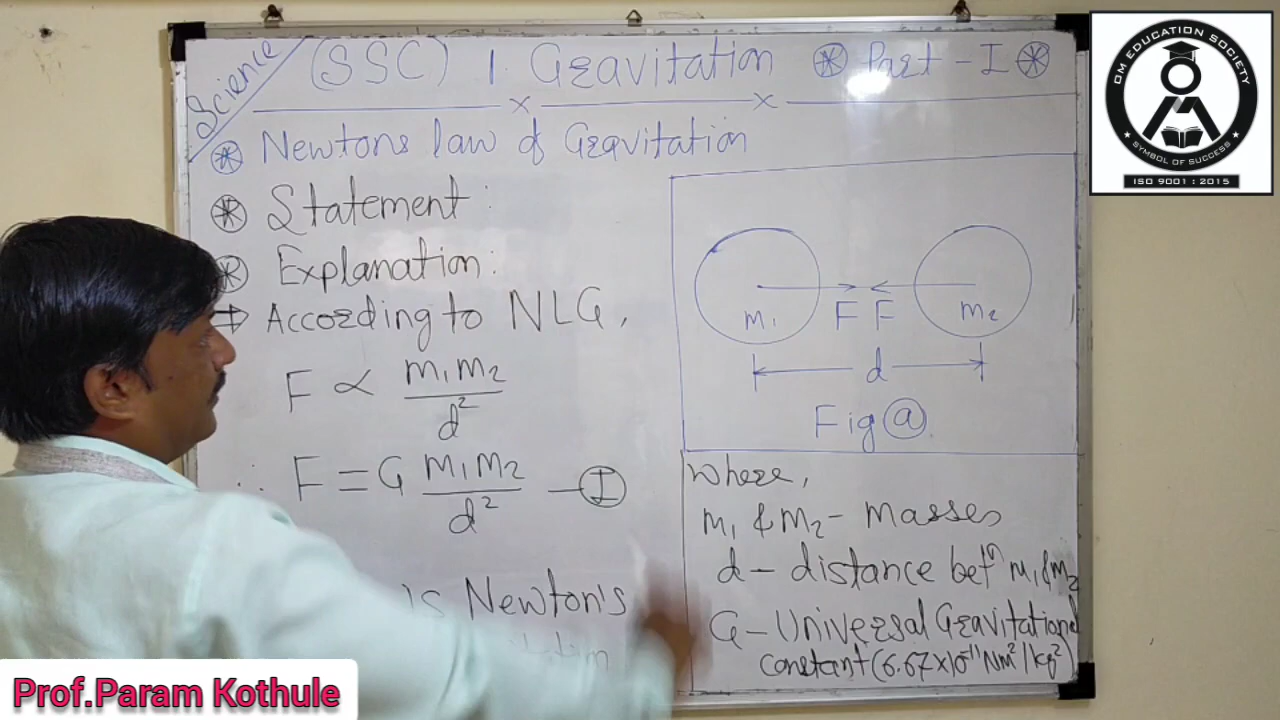 Science
(SSC) 1. Gravitation Part - I
Newtons law of Gravitation
Statement :
Explanation :
⇒ According to NLG,
F ∝ m₁m₂ / d²
∴ F = G m₁m₂ / d² — I
is Newton's
m₁ F F m₂
d
Fig a
Where,
m₁ & m₂ - Masses
d - distance betⁿ m₁ & m₂
G - Universal Gravitational
constant (6.67×10⁻¹¹ Nm²/kg²)
OM EDUCATION SOCIETY
SYMBOL OF SUCCESS
ISO 9001 : 2015
Prof.Param Kothule